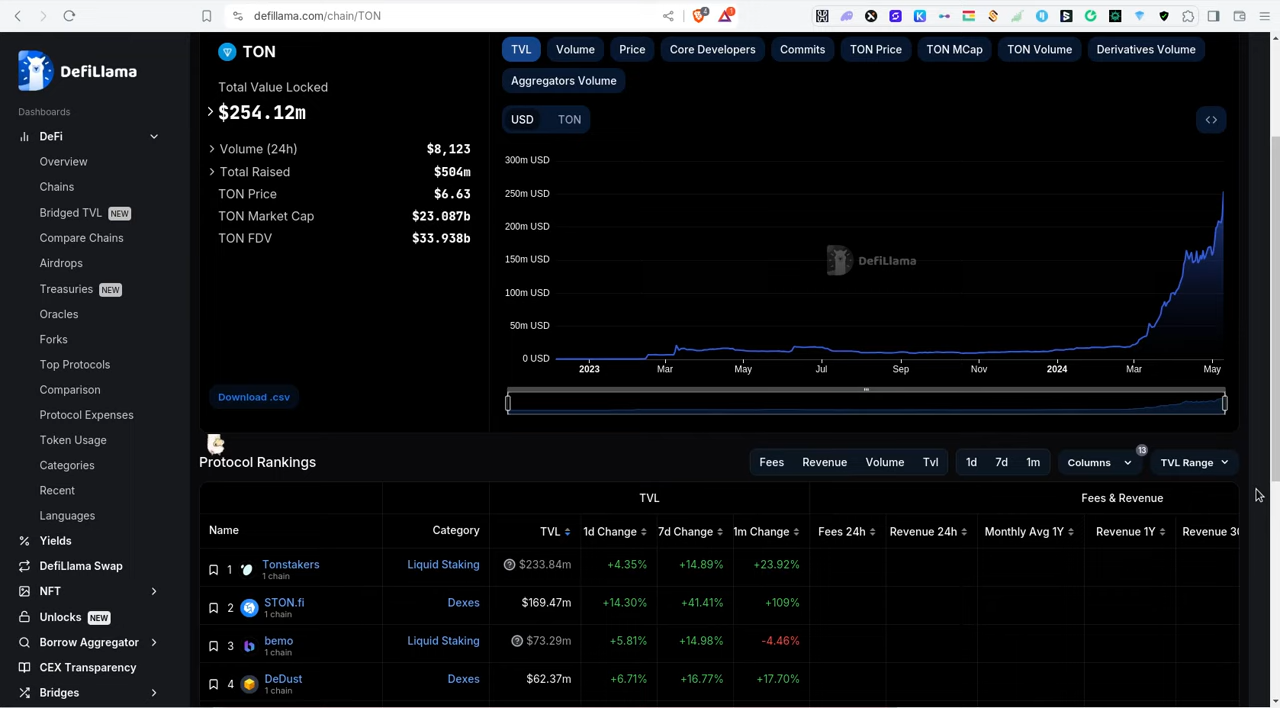 defillama.com/chain/TON
4
1
DefiLlama
Dashboards
DeFi
Overview
Chains
Bridged TVL NEW
Compare Chains
Airdrops
Treasuries NEW
Oracles
Forks
Top Protocols
Comparison
Protocol Expenses
Token Usage
Categories
Recent
Languages
Yields
DefiLlama Swap
NFT
Unlocks NEW
Borrow Aggregator
CEX Transparency
Bridges
TON
Total Value Locked
$254.12m
Volume (24h) $8,123
Total Raised $504m
TON Price $6.63
TON Market Cap $23.087b
TON FDV $33.938b
Download .csv
TVL Volume Price Core Developers Commits TON Price TON MCap TON Volume Derivatives Volume
Aggregators Volume
USD TON
300m USD
250m USD
200m USD
150m USD
100m USD
50m USD
0 USD
DefiLlama
2023 Mar May Jul Sep Nov 2024 Mar May
Protocol Rankings
Fees Revenue Volume Tvl 1d 7d 1m Columns 13 TVL Range
TVL Fees & Revenue
Name Category TVL 1d Change 7d Change 1m Change Fees 24h Revenue 24h Monthly Avg 1Y Revenue 1Y Revenue 30
1 Tonstakers Liquid Staking $233.84m +4.35% +14.89% +23.92%
1 chain
2 STON.fi Dexes $169.47m +14.30% +41.41% +109%
1 chain
3 bemo Liquid Staking $73.29m +5.81% +14.98% -4.46%
1 chain
4 DeDust Dexes $62.37m +6.71% +16.77% +17.70%
1 chain